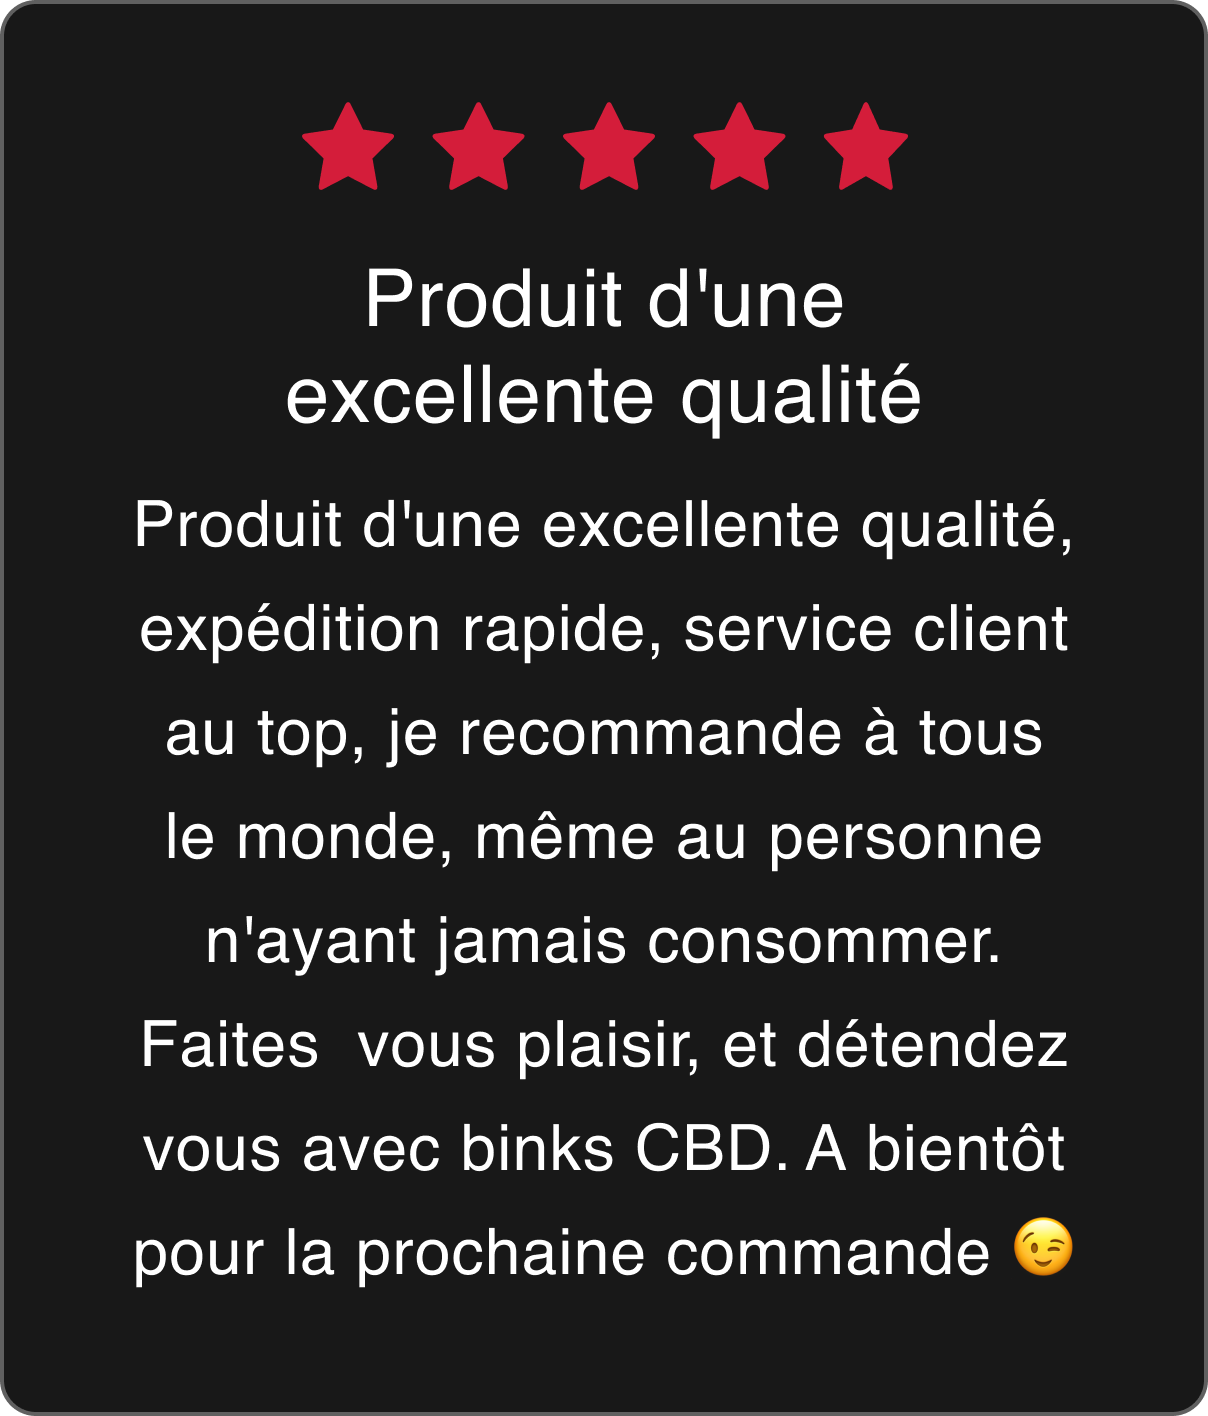 Produit d'une
excellente qualité
Produit d'une excellente qualité,
expédition rapide, service client
au top, je recommande à tous
le monde, même au personne
n'ayant jamais consommer.
Faites  vous plaisir, et détendez
vous avec binks CBD. A bientôt
pour la prochaine commande 😉